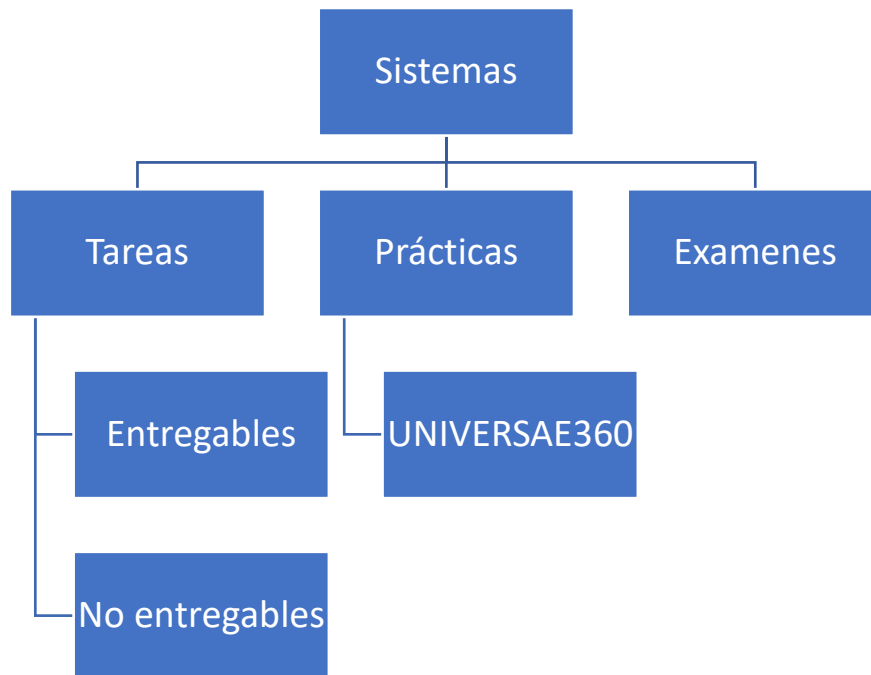 Sistemas
Tareas
Prácticas
Examenes
Entregables
UNIVERSAE360
No entregables